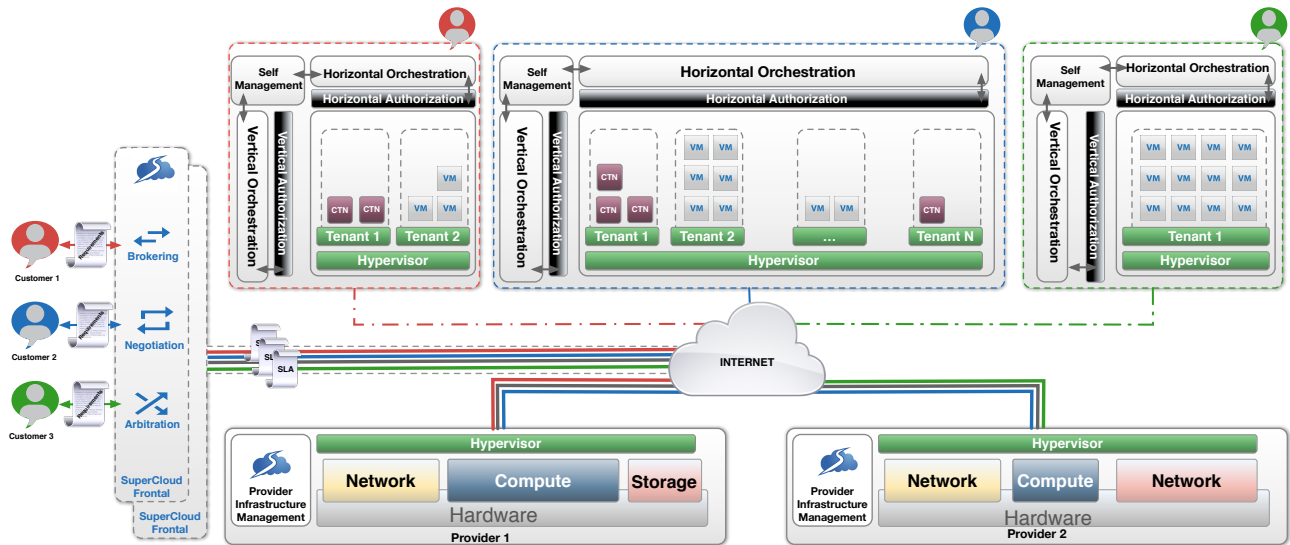 Self
Management
Horizontal Orchestration
Horizontal Authorization
Vertical Orchestration
Vertical Authorization
CTN
CTN
VM
VM
VM
Tenant 1
Tenant 2
Hypervisor
Self
Management
Horizontal Orchestration
Horizontal Authorization
Vertical Orchestration
Vertical Authorization
CTN
CTN
CTN
VM
VM
VM
VM
VM
VM
VM
VM
CTN
Tenant 1
Tenant 2
...
Tenant N
Hypervisor
Self
Management
Horizontal Orchestration
Horizontal Authorization
Vertical Orchestration
Vertical Authorization
VM
VM
VM
VM
VM
VM
VM
VM
VM
VM
VM
VM
Tenant 1
Hypervisor
Requirements
Customer 1
Brokering
Requirements
Customer 2
Negotiation
Requirements
Customer 3
Arbitration
SuperCloud
Frontal
SuperCloud
Frontal
S
SL
SLA
INTERNET
Hypervisor
Provider
Infrastructure
Management
Network
Compute
Storage
Hardware
Provider 1
Hypervisor
Provider
Infrastructure
Management
Network
Compute
Network
Hardware
Provider 2